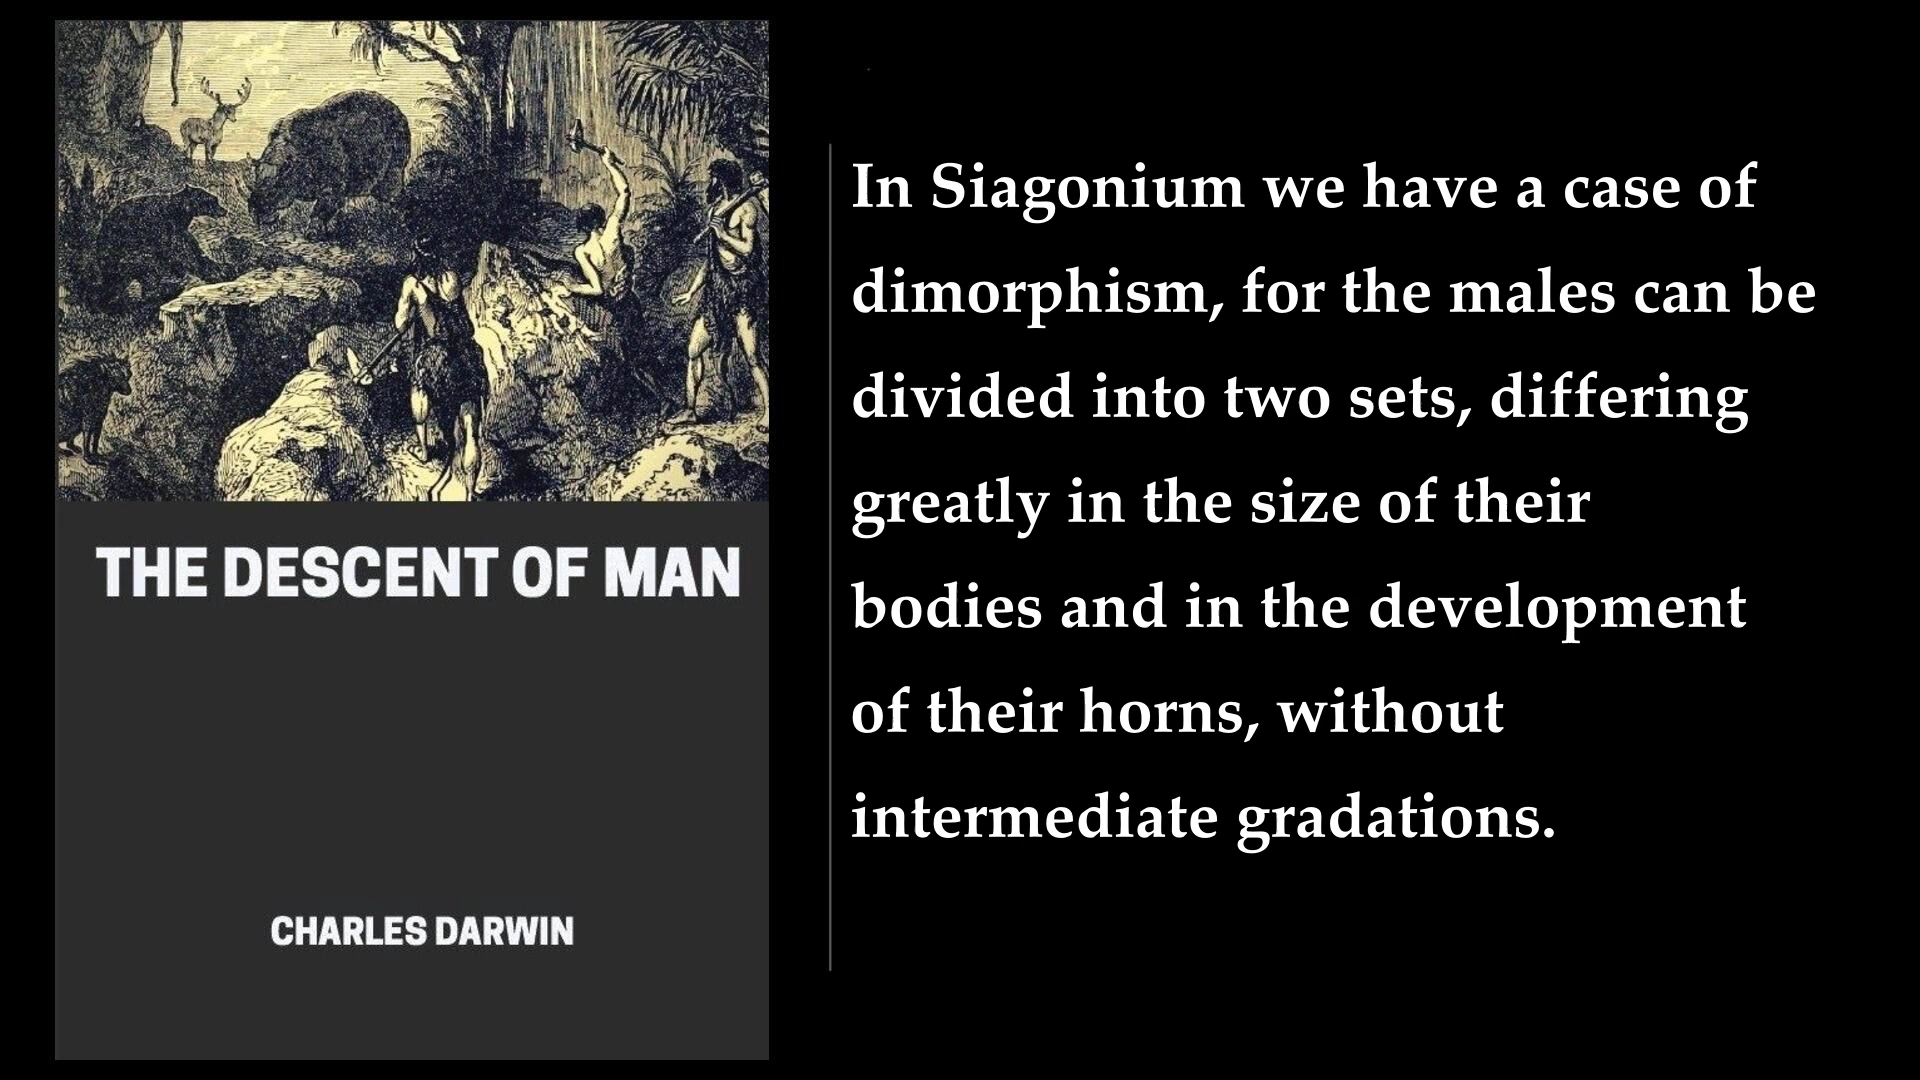 THE DESCENT OF MAN
CHARLES DARWIN
In Siagonium we have a case of
dimorphism, for the males can be
divided into two sets, differing
greatly in the size of their
bodies and in the development
of their horns, without
intermediate gradations.